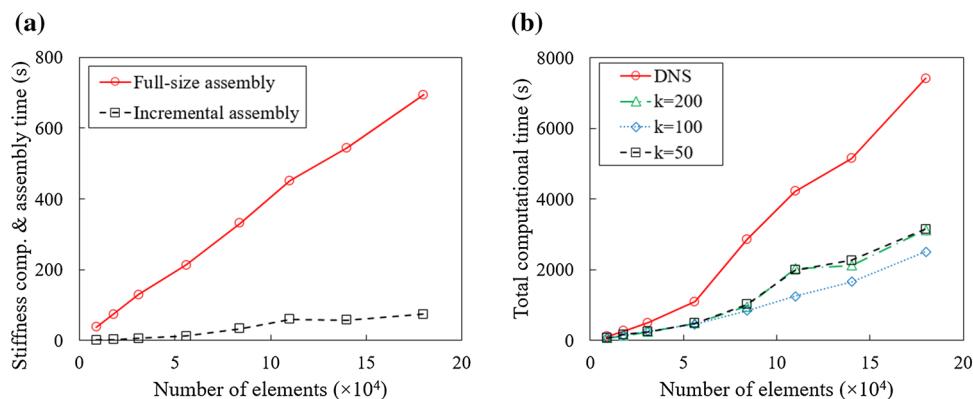 (a)
Stiffness comp. & assembly time (s)
800
600
400
200
0
Full-size assembly
Incremental assembly
0 5 10 15 20
Number of elements (×10⁴)
(b)
Total computational time (s)
8000
6000
4000
2000
0
DNS
k=200
k=100
k=50
0 5 10 15 20
Number of elements (×10⁴)